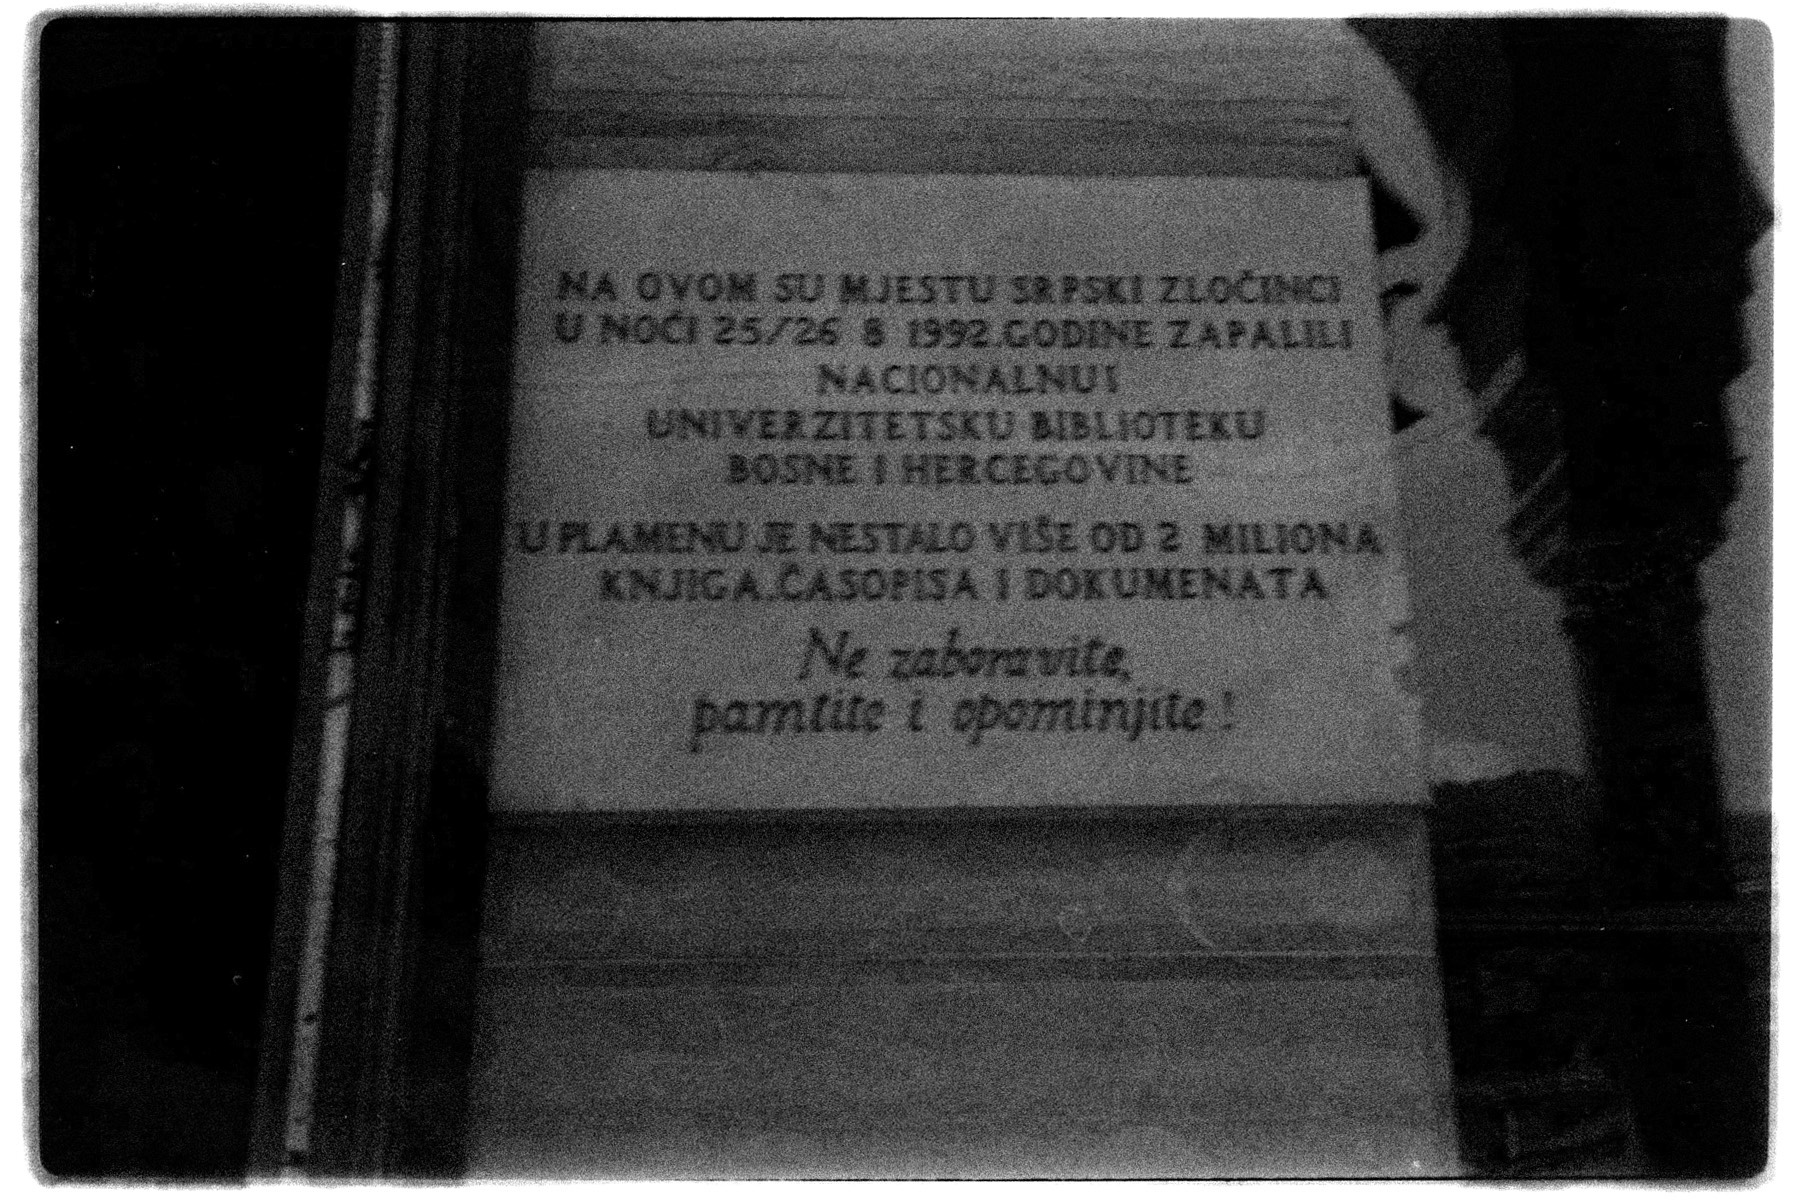 NA OVOM SU MJESTU SRPSKI ZLOČINCI
U NOĆI 25/26 8 1992.GODINE ZAPALILI
NACIONALNU I
UNIVERZITETSKU BIBLIOTEKU
BOSNE I HERCEGOVINE
U PLAMENU JE NESTALO VIŠE OD 2 MILIONA
KNJIGA.ČASOPISA I DOKUMENATA
Ne zaboravite,
pamtite i opominjite !